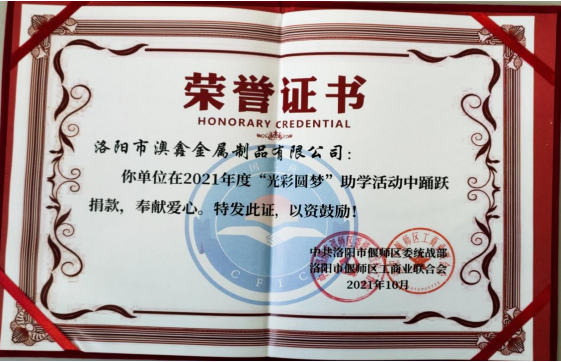 荣誉证书
HONORARY CREDENTIAL
洛阳市澳鑫金属制品有限公司：
你单位在2021年度“光彩圆梦”助学活动中踊跃
捐款，奉献爱心。特发此证，以资鼓励！
中共洛阳市偃师区委统战部
洛阳市偃师区工商业联合会
2021年10月
CFIC